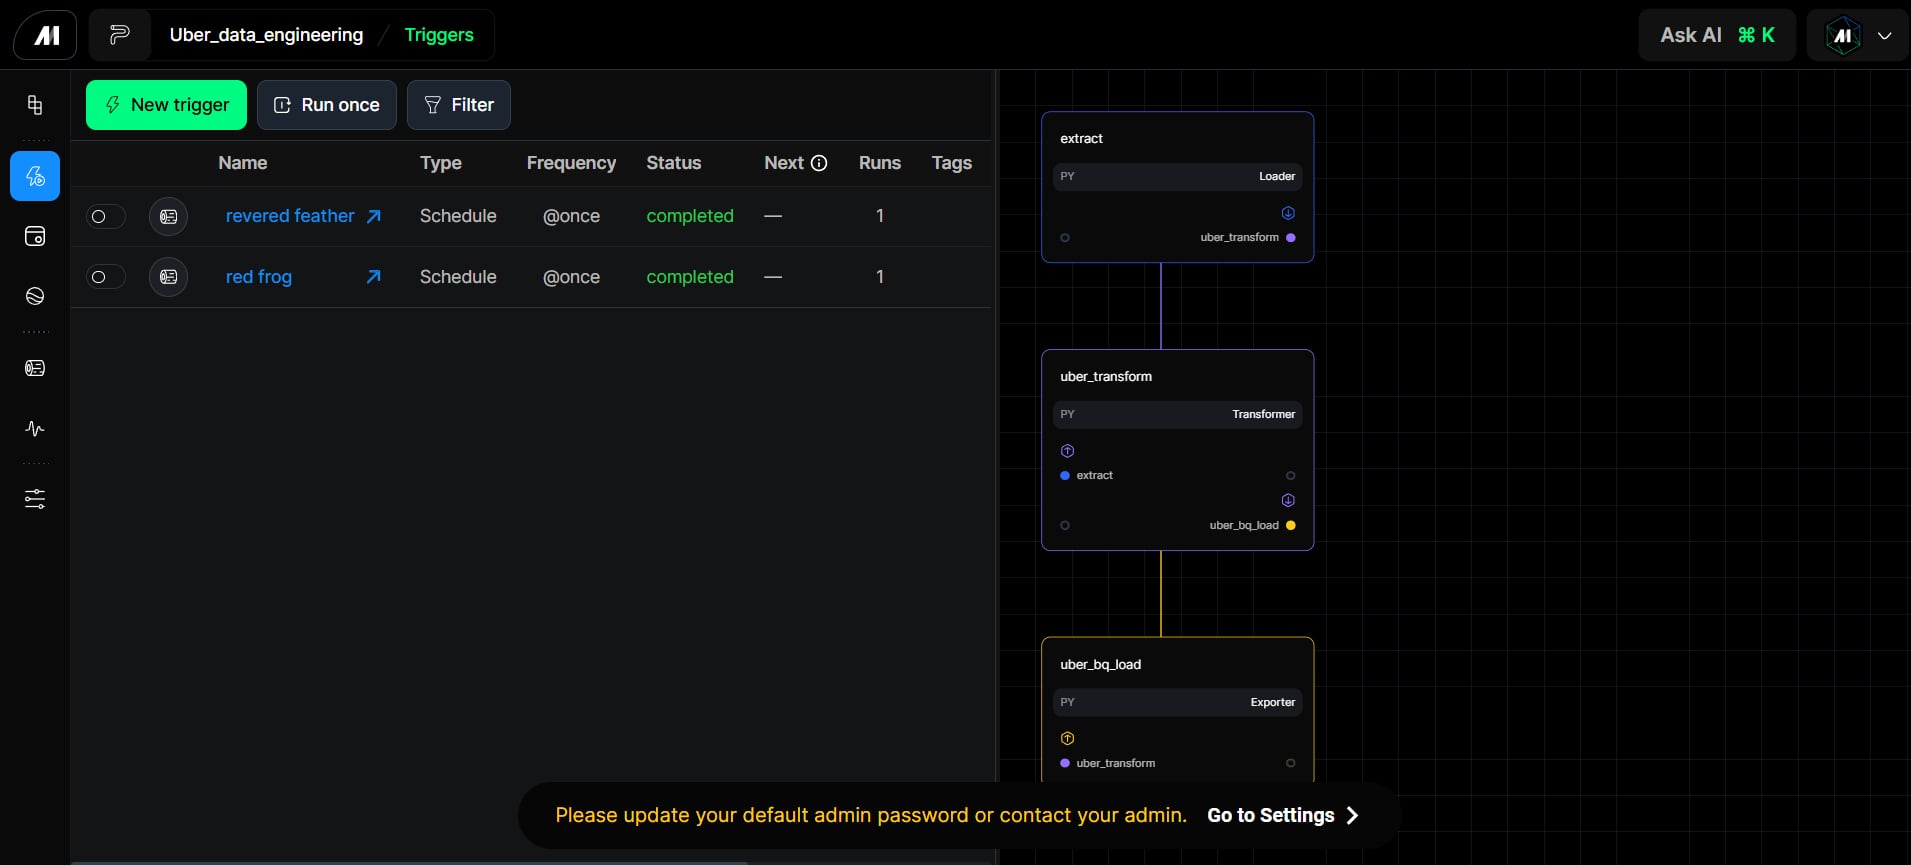 Uber_data_engineering / Triggers
Ask AI ⌘ K
New trigger
Run once
Filter
Name Type Frequency Status Next Runs Tags
revered feather Schedule @once completed — 1
red frog Schedule @once completed — 1
extract
PY Loader
uber_transform
uber_transform
PY Transformer
extract
uber_bq_load
uber_bq_load
PY Exporter
uber_transform
Please update your default admin password or contact your admin. Go to Settings